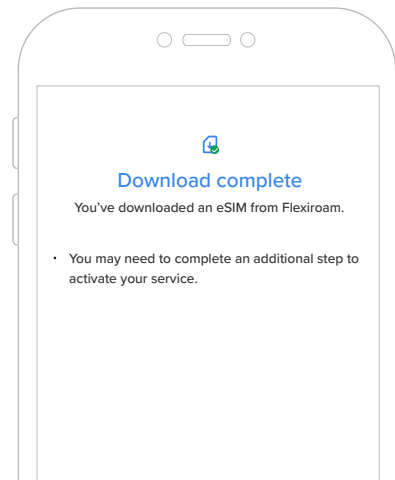 Download complete
You've downloaded an eSIM from Flexiroam.
• You may need to complete an additional step to
activate your service.